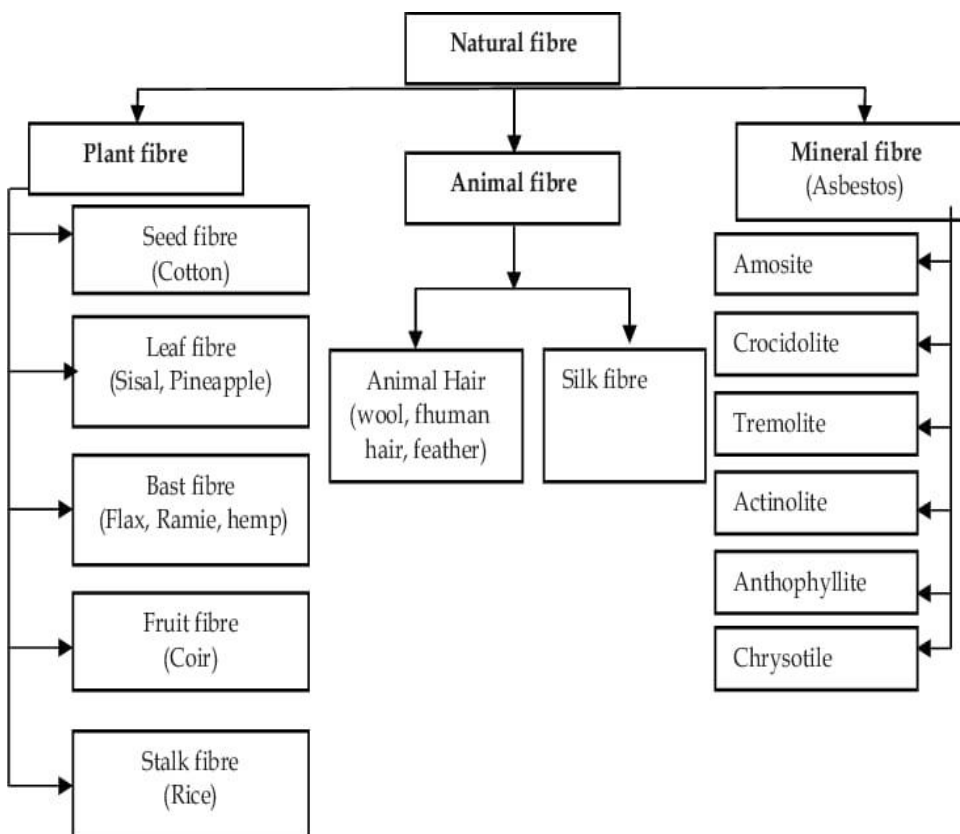 Natural fibre
Plant fibre
Seed fibre
(Cotton)
Leaf fibre
(Sisal, Pineapple)
Bast fibre
(Flax, Ramie, hemp)
Fruit fibre
(Coir)
Stalk fibre
(Rice)
Animal fibre
Animal Hair
(wool, fhuman
hair, feather)
Silk fibre
Mineral fibre
(Asbestos)
Amosite
Crocidolite
Tremolite
Actinolite
Anthophyllite
Chrysotile